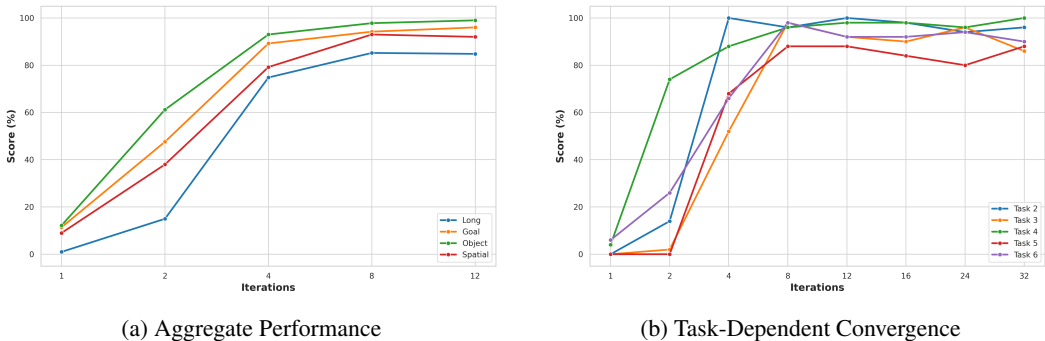 100
80
60
40
20
0
Score (%)
1
2
4
8
12
Iterations
Long
Goal
Object
Spatial
(a) Aggregate Performance
100
80
60
40
20
0
Score (%)
1
2
4
8
12
16
24
32
Iterations
Task 2
Task 3
Task 4
Task 5
Task 6
(b) Task-Dependent Convergence